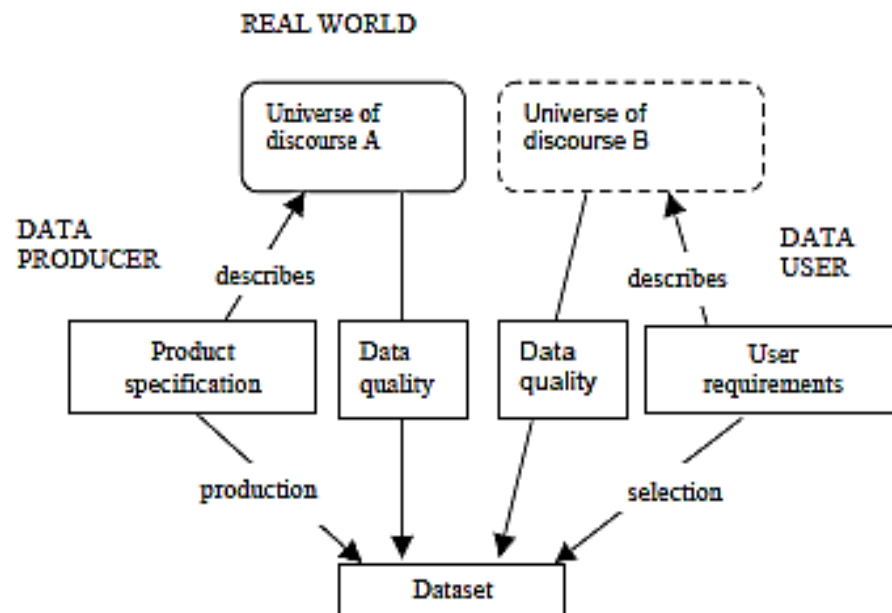 REAL WORLD
Universe of
discourse A
Universe of
discourse B
DATA
PRODUCER
DATA
USER
describes
describes
Product
specification
Data
quality
Data
quality
User
requirements
production
selection
Dataset